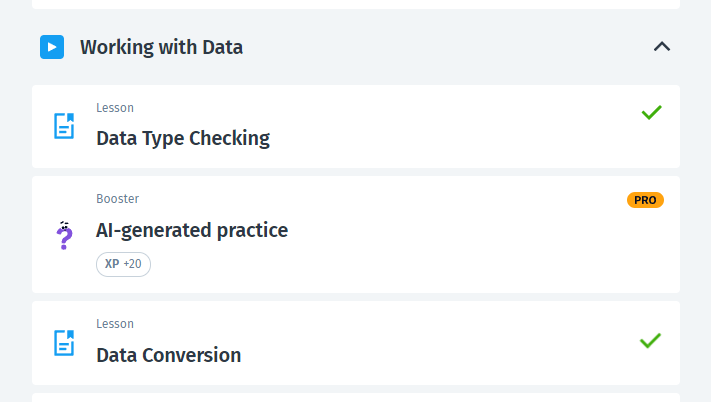 Working with Data
Lesson
Data Type Checking
Booster
PRO
AI-generated practice
XP +20
Lesson
Data Conversion